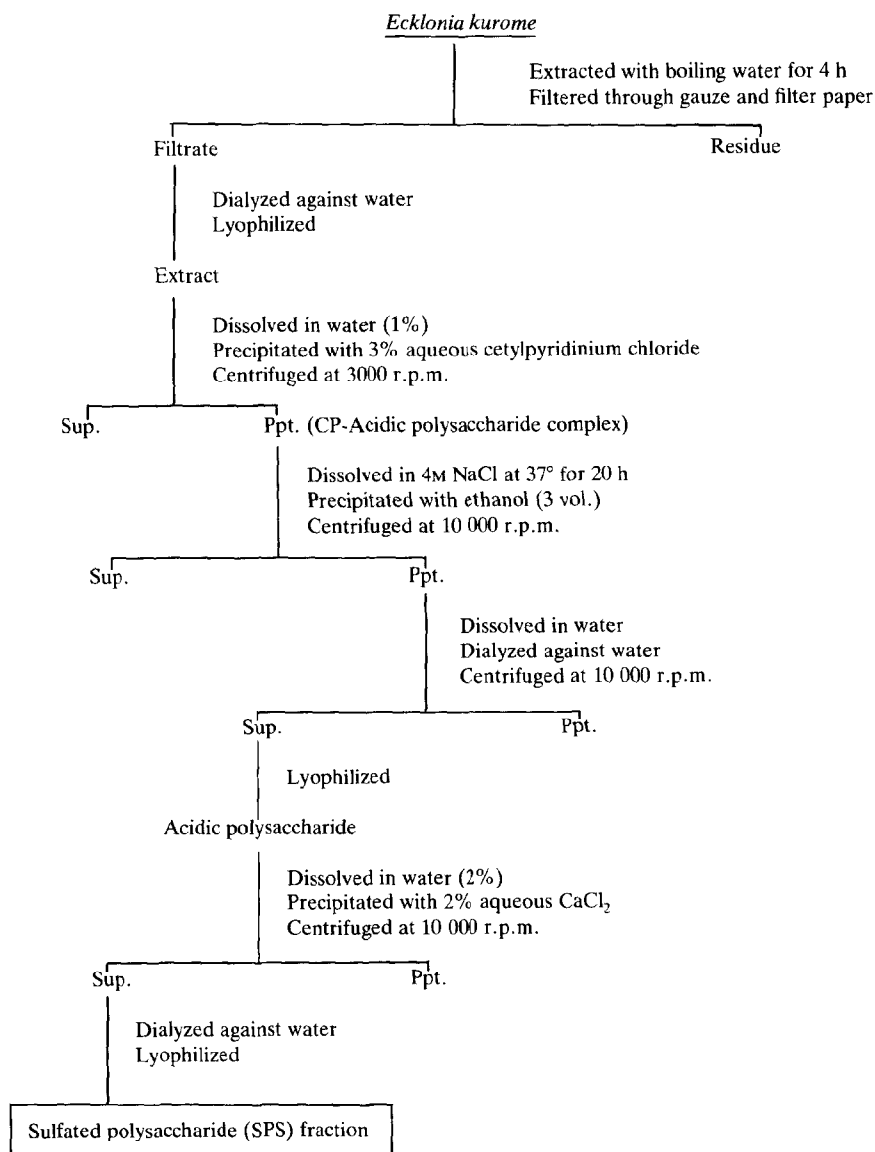 Ecklonia kurome
Extracted with boiling water for 4 h
Filtered through gauze and filter paper
Filtrate
Residue
Dialyzed against water
Lyophilized
Extract
Dissolved in water (1%)
Precipitated with 3% aqueous cetylpyridinium chloride
Centrifuged at 3000 r.p.m.
Sup.
Ppt. (CP-Acidic polysaccharide complex)
Dissolved in 4M NaCl at 37° for 20 h
Precipitated with ethanol (3 vol.)
Centrifuged at 10 000 r.p.m.
Sup.
Ppt.
Dissolved in water
Dialyzed against water
Centrifuged at 10 000 r.p.m.
Sup.
Ppt.
Lyophilized
Acidic polysaccharide
Dissolved in water (2%)
Precipitated with 2% aqueous CaCl₂
Centrifuged at 10 000 r.p.m.
Sup.
Ppt.
Dialyzed against water
Lyophilized
Sulfated polysaccharide (SPS) fraction